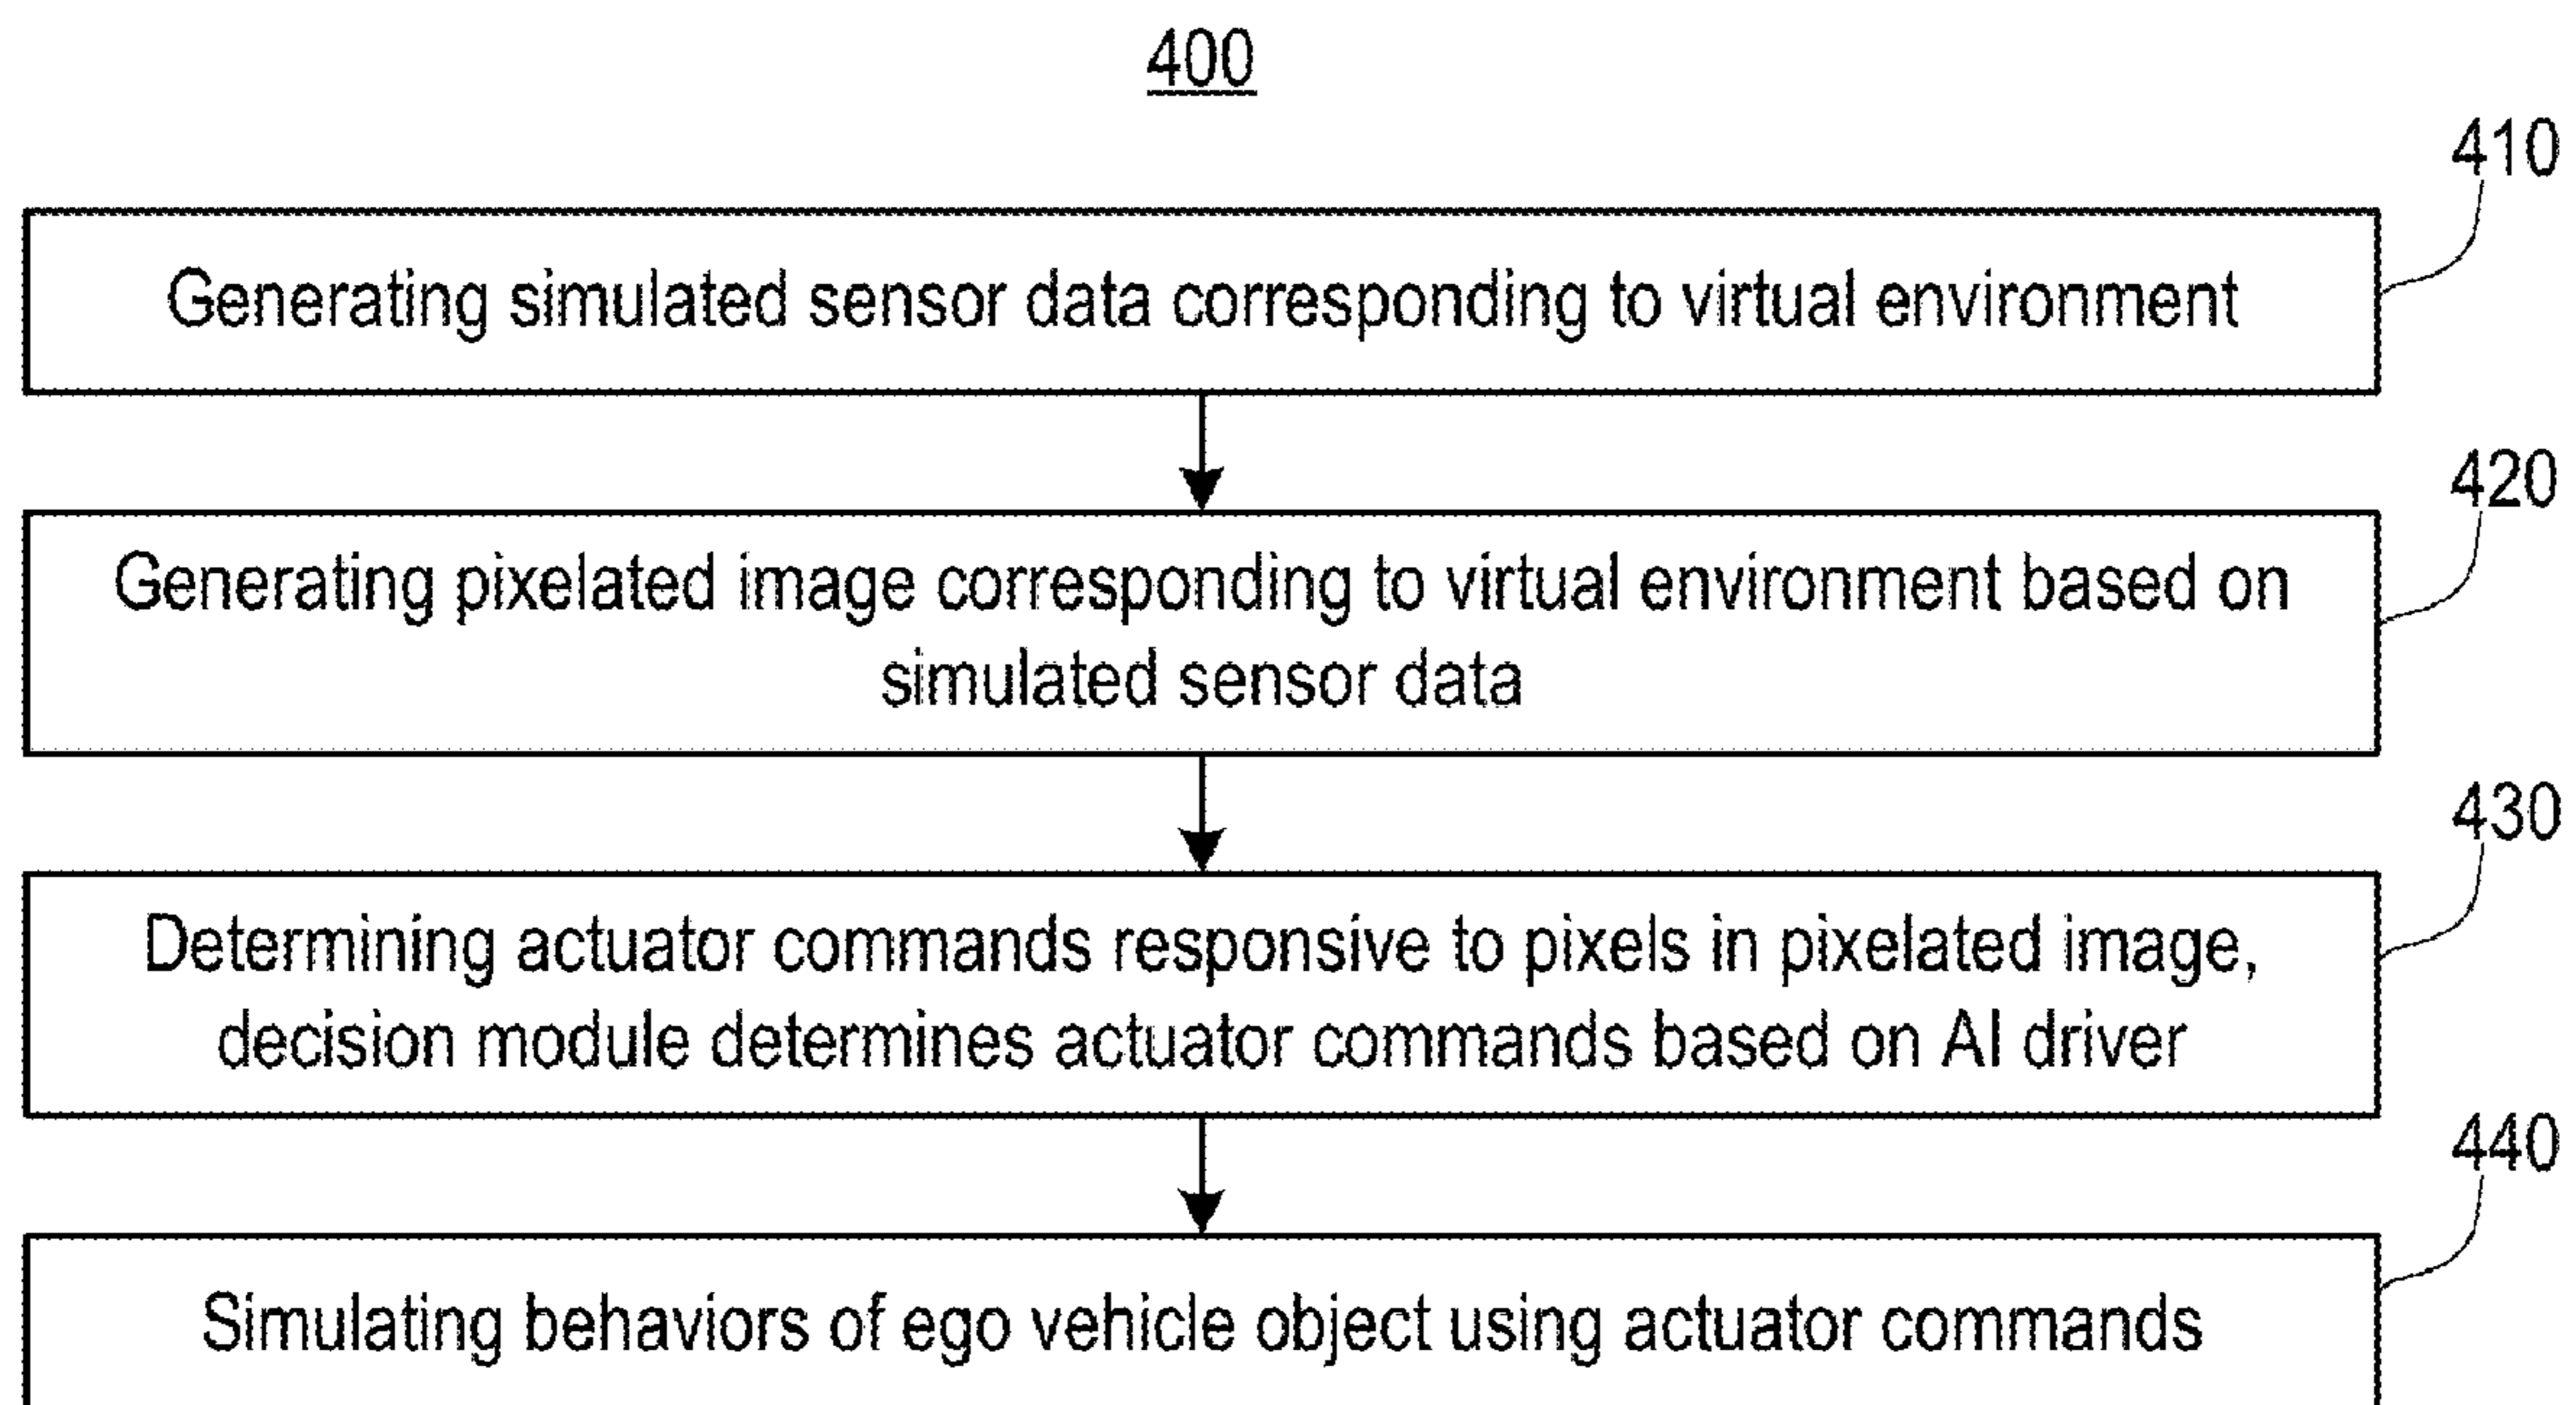 400
410
Generating simulated sensor data corresponding to virtual environment
420
Generating pixelated image corresponding to virtual environment based on
simulated sensor data
430
Determining actuator commands responsive to pixels in pixelated image,
decision module determines actuator commands based on AI driver
440
Simulating behaviors of ego vehicle object using actuator commands